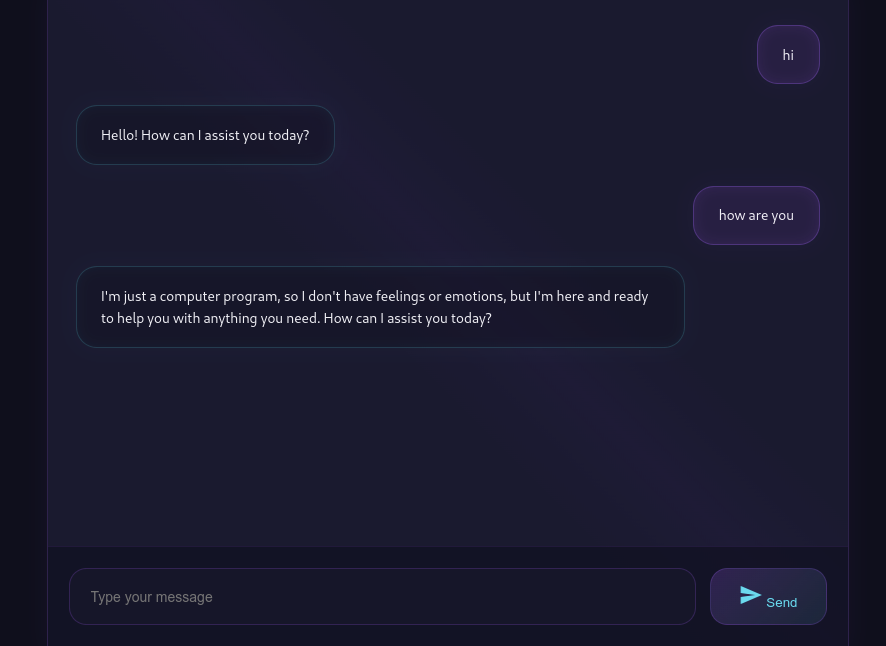 hi
Hello! How can I assist you today?
how are you
I'm just a computer program, so I don't have feelings or emotions, but I'm here and ready
to help you with anything you need. How can I assist you today?
Type your message
Send